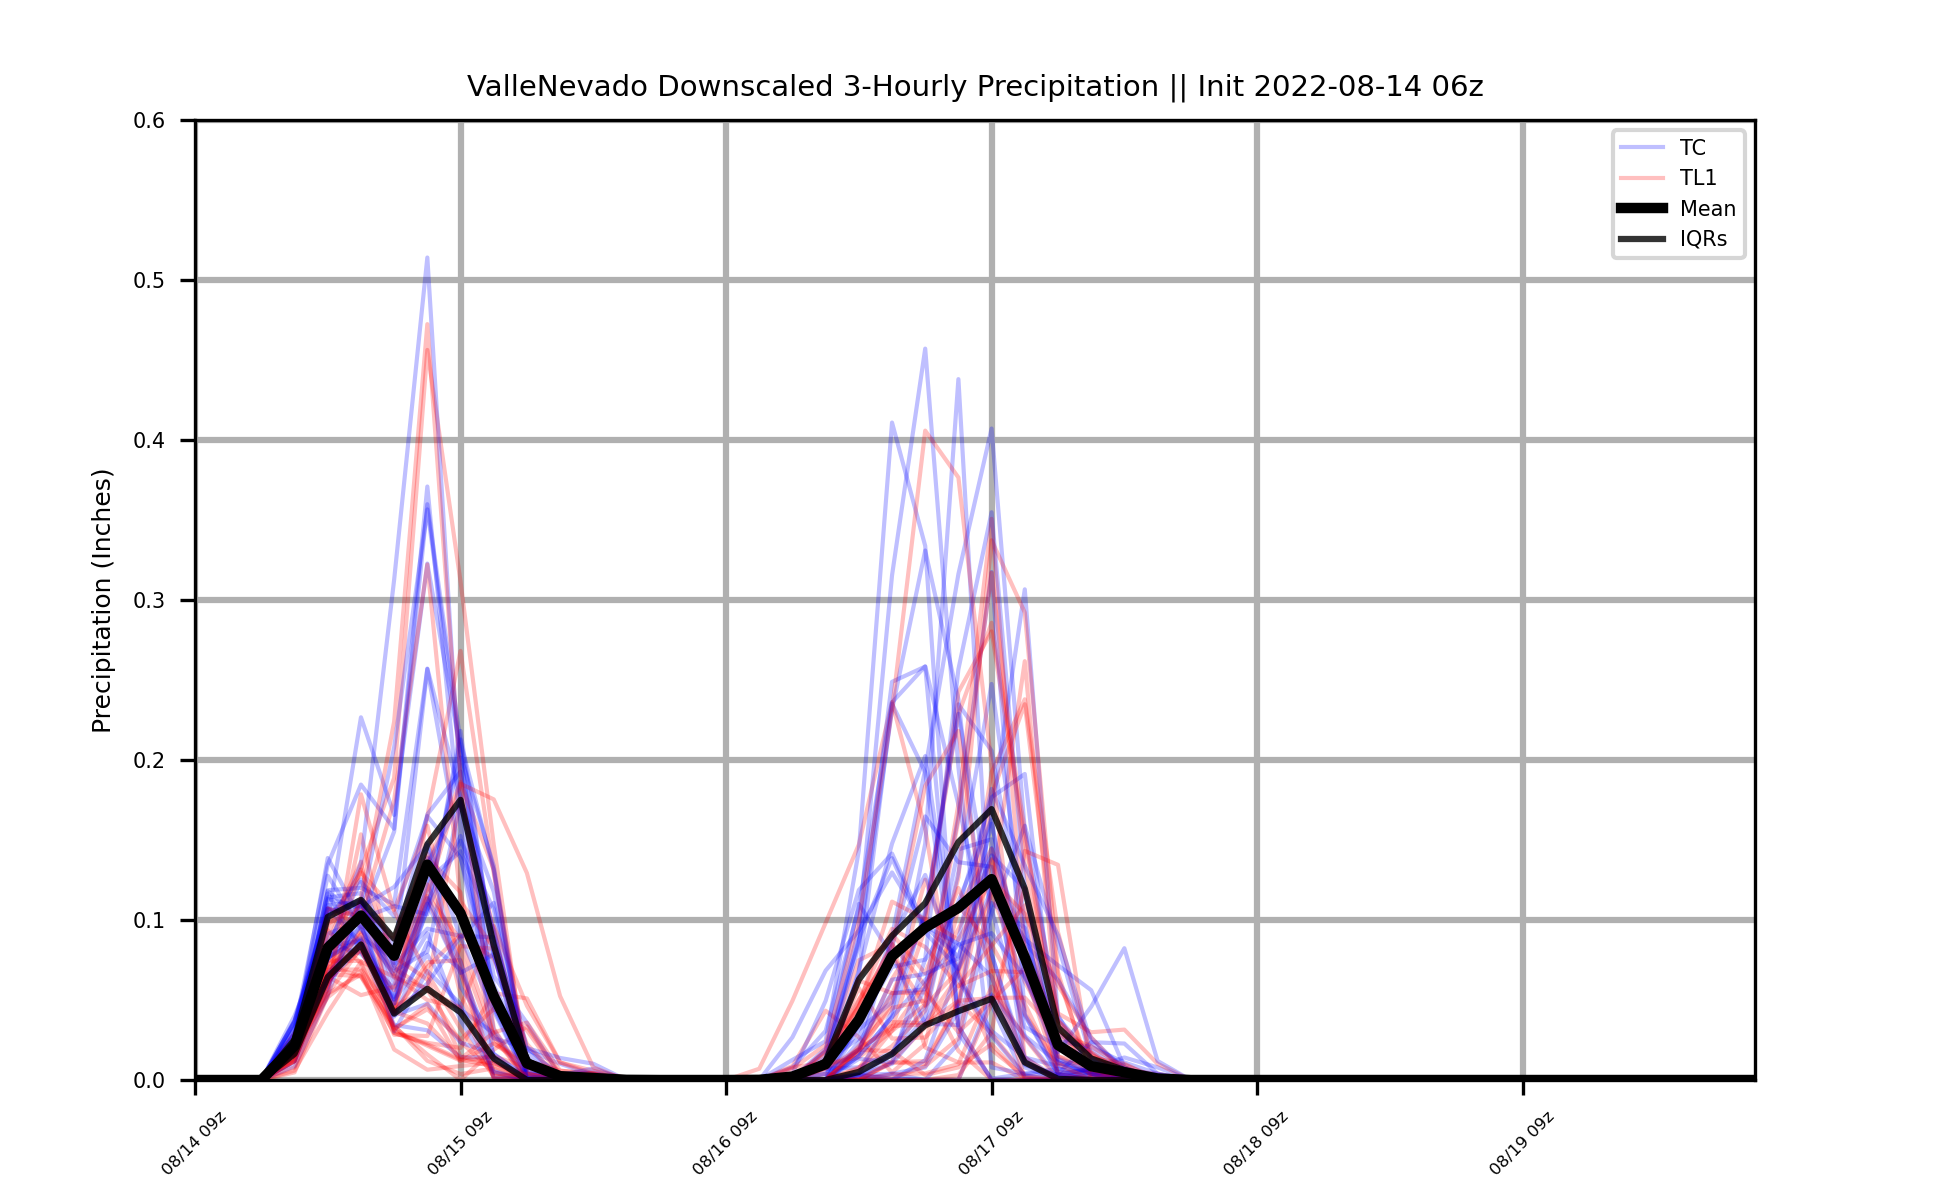 ValleNevado Downscaled 3-Hourly Precipitation || Init 2022-08-14 06z
TC
TL1
Mean
IQRs
Precipitation (Inches)
0.6
0.5
0.4
0.3
0.2
0.1
0.0
08/14 09z
08/15 09z
08/16 09z
08/17 09z
08/18 09z
08/19 09z